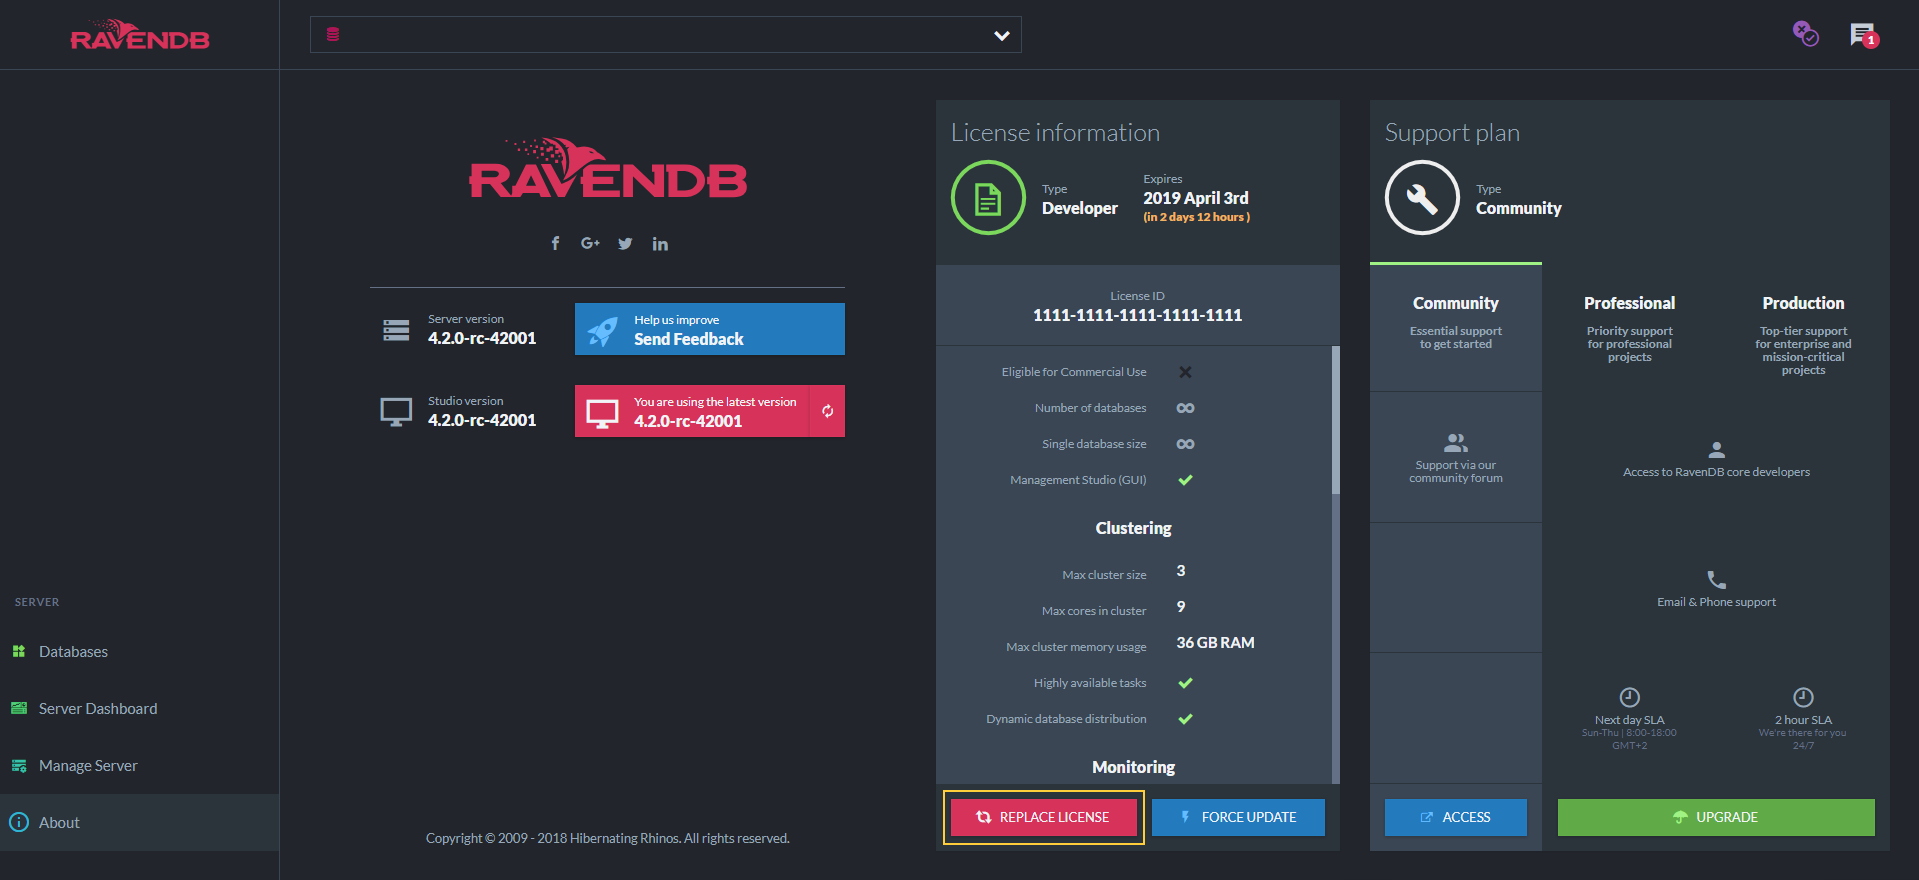 RAVENDB
1
RAVENDB
f G+ in
Server version
4.2.0-rc-42001
Help us improve
Send Feedback
Studio version
4.2.0-rc-42001
You are using the latest version
4.2.0-rc-42001
SERVER
Databases
Server Dashboard
Manage Server
About
Copyright © 2009 - 2018 Hibernating Rhinos. All rights reserved.
License information
Type
Developer
Expires
2019 April 3rd
(in 2 days 12 hours )
License ID
1111-1111-1111-1111-1111
Eligible for Commercial Use
Number of databases
Single database size
Management Studio (GUI)
Clustering
Max cluster size 3
Max cores in cluster 9
Max cluster memory usage 36 GB RAM
Highly available tasks
Dynamic database distribution
Monitoring
REPLACE LICENSE
FORCE UPDATE
Support plan
Type
Community
Community
Essential support
to get started
Professional
Priority support
for professional
projects
Production
Top-tier support
for enterprise and
mission-critical
projects
Support via our
community forum
Access to RavenDB core developers
Email & Phone support
Next day SLA
Sun-Thu | 8:00-18:00
GMT+2
2 hour SLA
We're there for you
24/7
ACCESS
UPGRADE